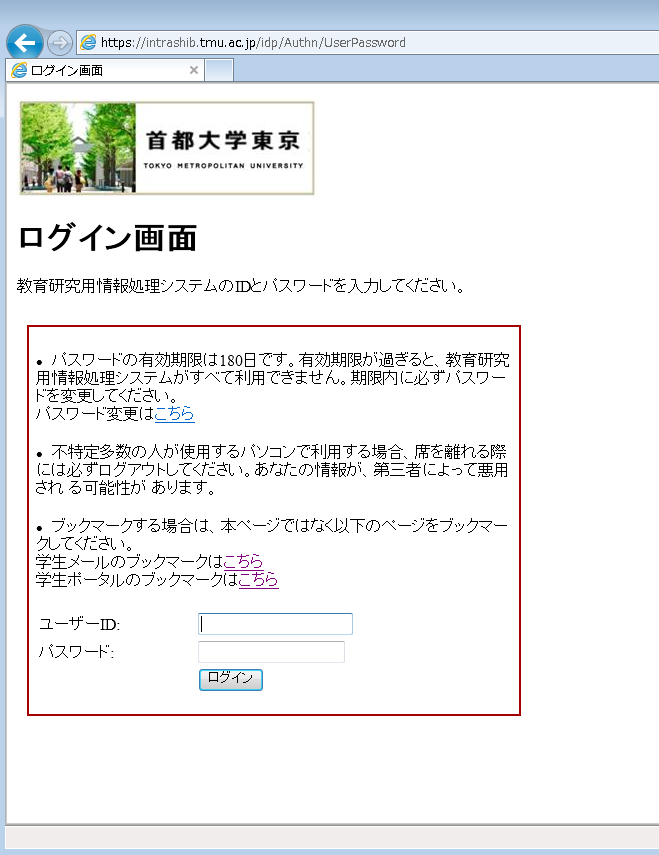 https://intrashib.tmu.ac.jp/idp/Authn/UserPassword
ログイン画面
首都大学東京
TOKYO METROPOLITAN UNIVERSITY
ログイン画面
教育研究用情報処理システムのIDとパスワードを入力してください。
• パスワードの有効期限は180日です。有効期限が過ぎると、教育研究
用情報処理システムがすべて利用できません。期限内に必ずパスワー
ドを変更してください。
パスワード変更はこちら
• 不特定多数の人が使用するパソコンで利用する場合、席を離れる際
には必ずログアウトしてください。あなたの情報が、第三者によって悪用
され る可能性が あります。
• ブックマークする場合は、本ページではなく以下のページをブックマー
クしてください。
学生メールのブックマークはこちら
学生ポータルのブックマークはこちら
ユーザーID:
パスワード:
ログイン